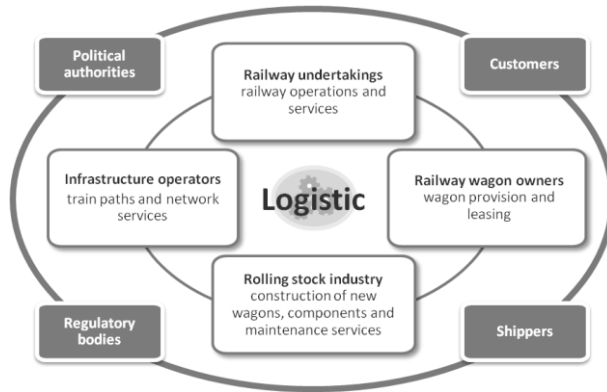 Political
authorities
Railway undertakings
railway operations and
services
Customers
Infrastructure operators
train paths and network
services
Logistic
Railway wagon owners
wagon provision and
leasing
Rolling stock industry
construction of new
wagons, components and
maintenance services
Regulatory
bodies
Shippers